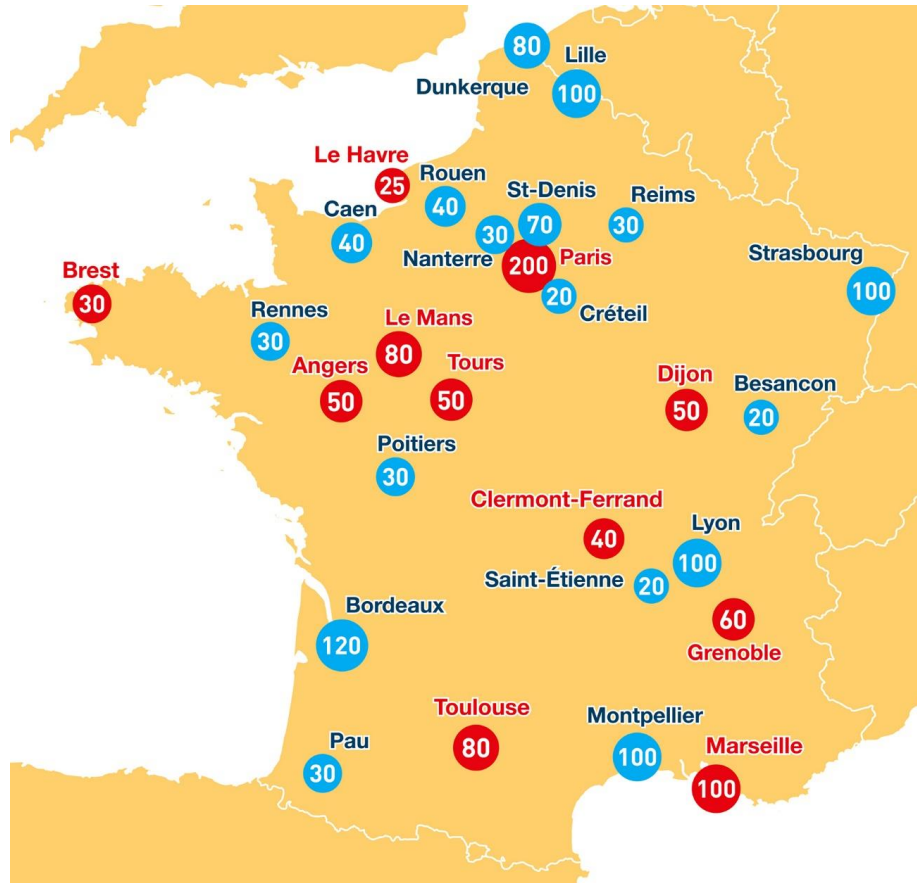 80
Lille
Dunkerque
100
Le Havre
25
Rouen
40
St-Denis
70
Reims
30
Caen
40
30
Nanterre
200
Paris
Strasbourg
100
Brest
30
20
Créteil
Rennes
30
Le Mans
80
Angers
50
Tours
50
Dijon
50
Besancon
20
Poitiers
30
Clermont-Ferrand
40
Lyon
100
Saint-Étienne
20
Bordeaux
120
60
Grenoble
Toulouse
80
Montpellier
100
Pau
30
Marseille
100